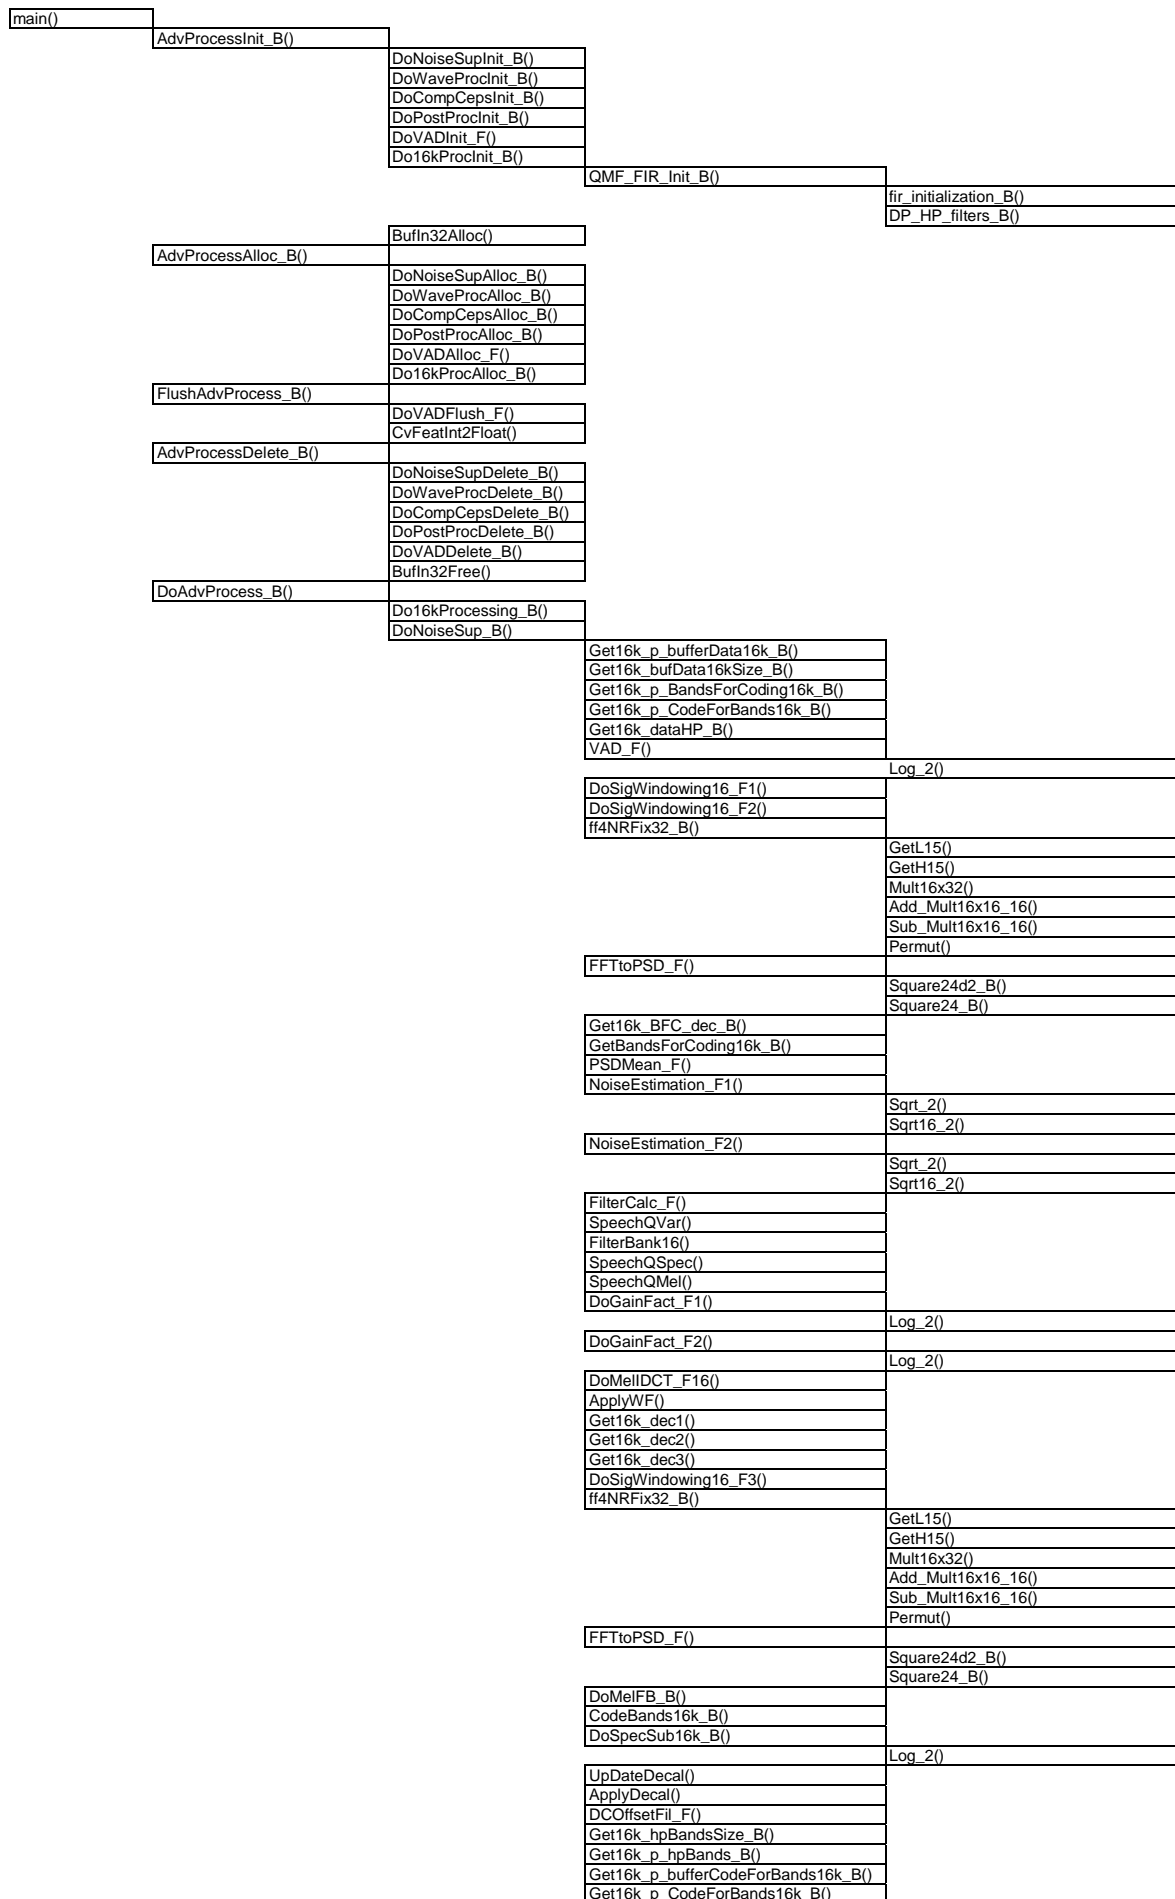 main()
AdvProcessInit_B()
DoNoiseSupInit_B()
DoWaveProcInit_B()
DoCompCepsInit_B()
DoPostProcInit_B()
DoVADInit_F()
Do16kProcInit_B()
QMF_FIR_Init_B()
fir_initialization_B()
DP_HP_filters_B()
BufIn32Alloc()
AdvProcessAlloc_B()
DoNoiseSupAlloc_B()
DoWaveProcAlloc_B()
DoCompCepsAlloc_B()
DoPostProcAlloc_B()
DoVADAlloc_F()
Do16kProcAlloc_B()
FlushAdvProcess_B()
DoVADFlush_F()
CvFeatInt2Float()
AdvProcessDelete_B()
DoNoiseSupDelete_B()
DoWaveProcDelete_B()
DoCompCepsDelete_B()
DoPostProcDelete_B()
DoVADDelete_B()
BufIn32Free()
DoAdvProcess_B()
Do16kProcessing_B()
DoNoiseSup_B()
Get16k_p_bufferData16k_B()
Get16k_bufData16kSize_B()
Get16k_p_BandsForCoding16k_B()
Get16k_p_CodeForBands16k_B()
Get16k_dataHP_B()
VAD_F()
Log_2()
DoSigWindowing16_F1()
DoSigWindowing16_F2()
ff4NRFix32_B()
GetL15()
GetH15()
Mult16x32()
Add_Mult16x16_16()
Sub_Mult16x16_16()
Permut()
FFTtoPSD_F()
Square24d2_B()
Square24_B()
Get16k_BFC_dec_B()
GetBandsForCoding16k_B()
PSDMean_F()
NoiseEstimation_F1()
Sqrt_2()
Sqrt16_2()
NoiseEstimation_F2()
Sqrt_2()
Sqrt16_2()
FilterCalc_F()
SpeechQVar()
FilterBank16()
SpeechQSpec()
SpeechQMel()
DoGainFact_F1()
Log_2()
DoGainFact_F2()
Log_2()
DoMelIDCT_F16()
ApplyWF()
Get16k_dec1()
Get16k_dec2()
Get16k_dec3()
DoSigWindowing16_F3()
ff4NRFix32_B()
GetL15()
GetH15()
Mult16x32()
Add_Mult16x16_16()
Sub_Mult16x16_16()
Permut()
FFTtoPSD_F()
Square24d2_B()
Square24_B()
DoMelFB_B()
CodeBands16k_B()
DoSpecSub16k_B()
Log_2()
UpDateDecal()
ApplyDecal()
DCOffsetFil_F()
Get16k_hpBandsSize_B()
Get16k_p_hpBands_B()
Get16k_p_bufferCodeForBands16k_B()
Get16k_p_CodeForBands16k_B()